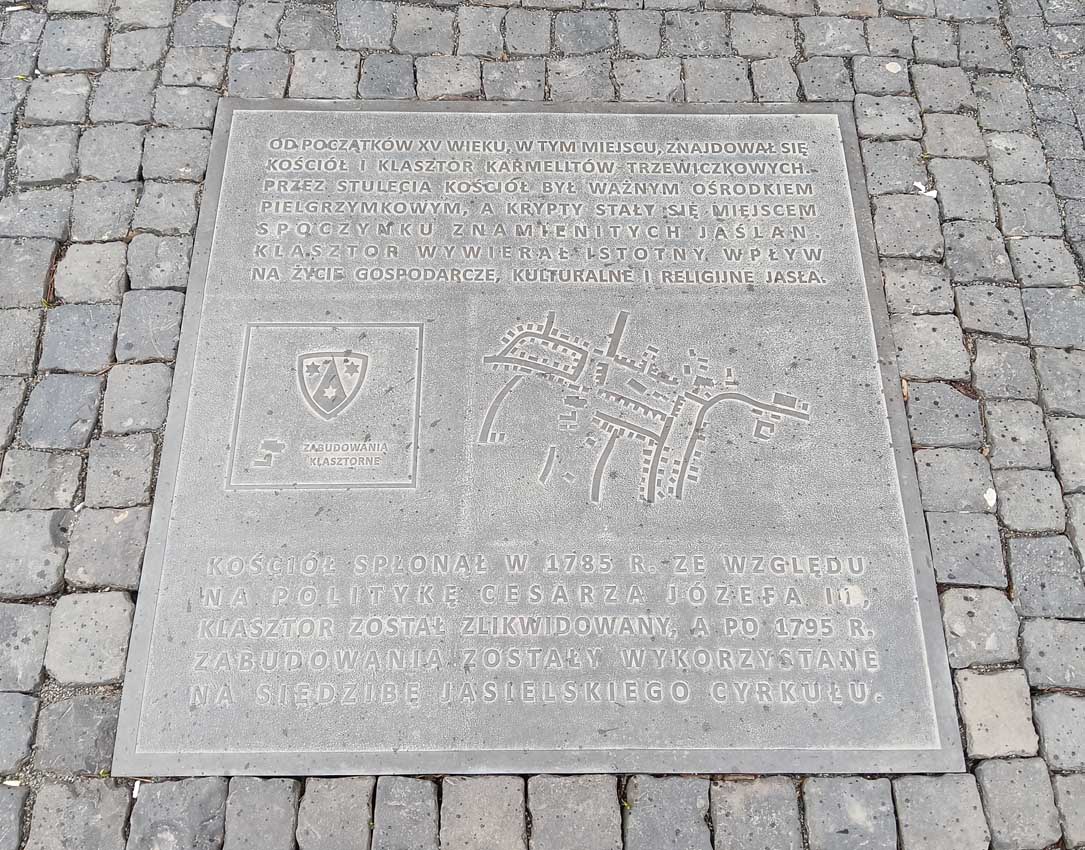 OD POCZĄTKÓW XV WIEKU, W TYM MIEJSCU, ZNAJDOWAŁ SIĘ
KOŚCIÓŁ I KLASZTOR KARMELITÓW TRZEWICZKOWYCH.
PRZEZ STULECIA KOŚCIÓŁ BYŁ WAŻNYM OŚRODKIEM
PIELGRZYMKOWYM, A KRYPTY STAŁY SIĘ MIEJSCEM
SPOCZYNKU ZNAMIENITYCH JAŚLAN.
KLASZTOR WYWIERAŁ ISTOTNY WPŁYW
NA ŻYCIE GOSPODARCZE, KULTURALNE I RELIGIJNE JASŁA.
ZABUDOWANIA
KLASZTORNE
KOŚCIÓŁ SPŁONĄŁ W 1785 R. ZE WZGLĘDU
NA POLITYKĘ CESARZA JÓZEFA II,
KLASZTOR ZOSTAŁ ZLIKWIDOWANY, A PO 1795 R.
ZABUDOWANIA ZOSTAŁY WYKORZYSTANE
NA SIEDZIBĘ JASIELSKIEGO CYRKUŁU.